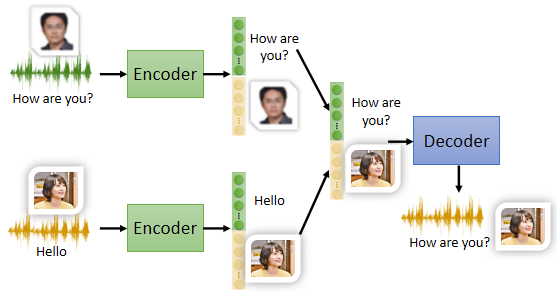 How are you?
Encoder
How are
you?
How are
you?
Decoder
Hello
Encoder
Hello
How are you?